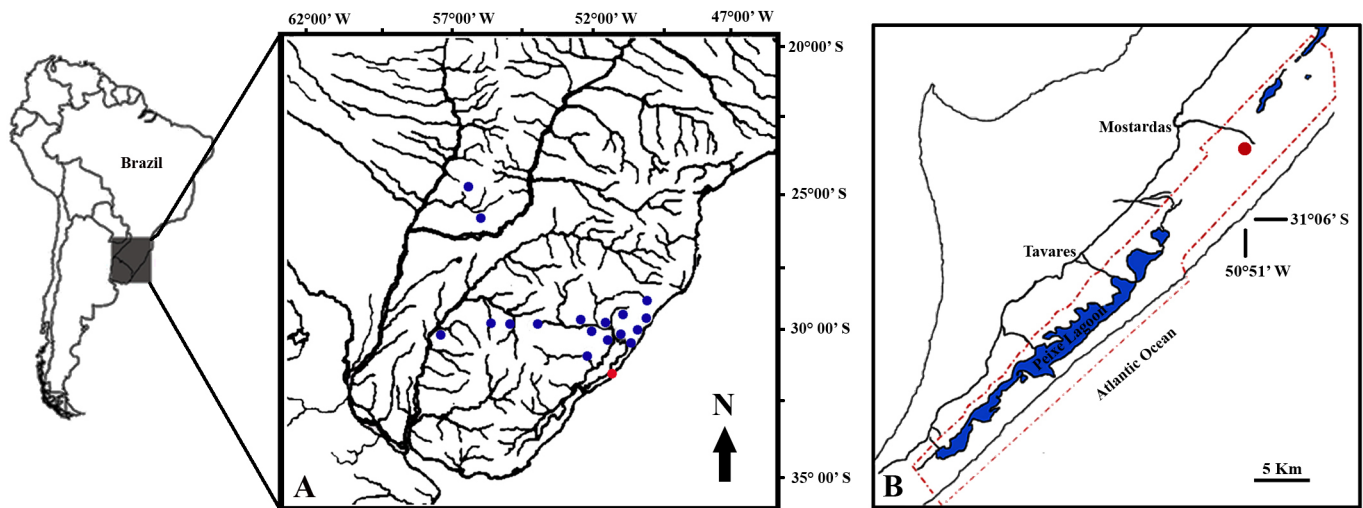 62°00’ W
57°00’ W
52°00’ W
47°00’ W
Brazil
20°00’ S
25°00’ S
30°00’ S
35° 00’ S
N
A
Mostardas
31°06’ S
50°51’ W
Tavares
Peixe Lagoon
Atlantic Ocean
B
5 Km